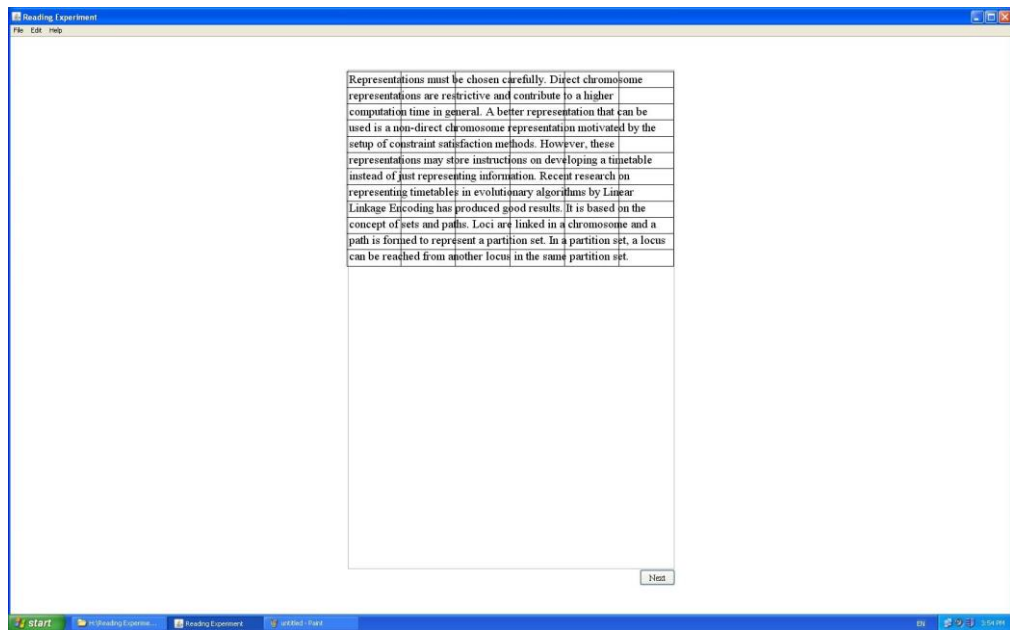 Reading Experiment
File Edit Help
Representations must be chosen carefully. Direct chromosome
representations are restrictive and contribute to a higher
computation time in general. A better representation that can be
used is a non-direct chromosome representation motivated by the
setup of constraint satisfaction methods. However, these
representations may store instructions on developing a timetable
instead of just representing information. Recent research on
representing timetables in evolutionary algorithms by Linear
Linkage Encoding has produced good results. It is based on the
concept of sets and paths. Loci are linked in a chromosome and a
path is formed to represent a partition set. In a partition set, a locus
can be reached from another locus in the same partition set.
Next
start H:\Reading Experime... Reading Experiment untitled - Paint EN 3:54 PM